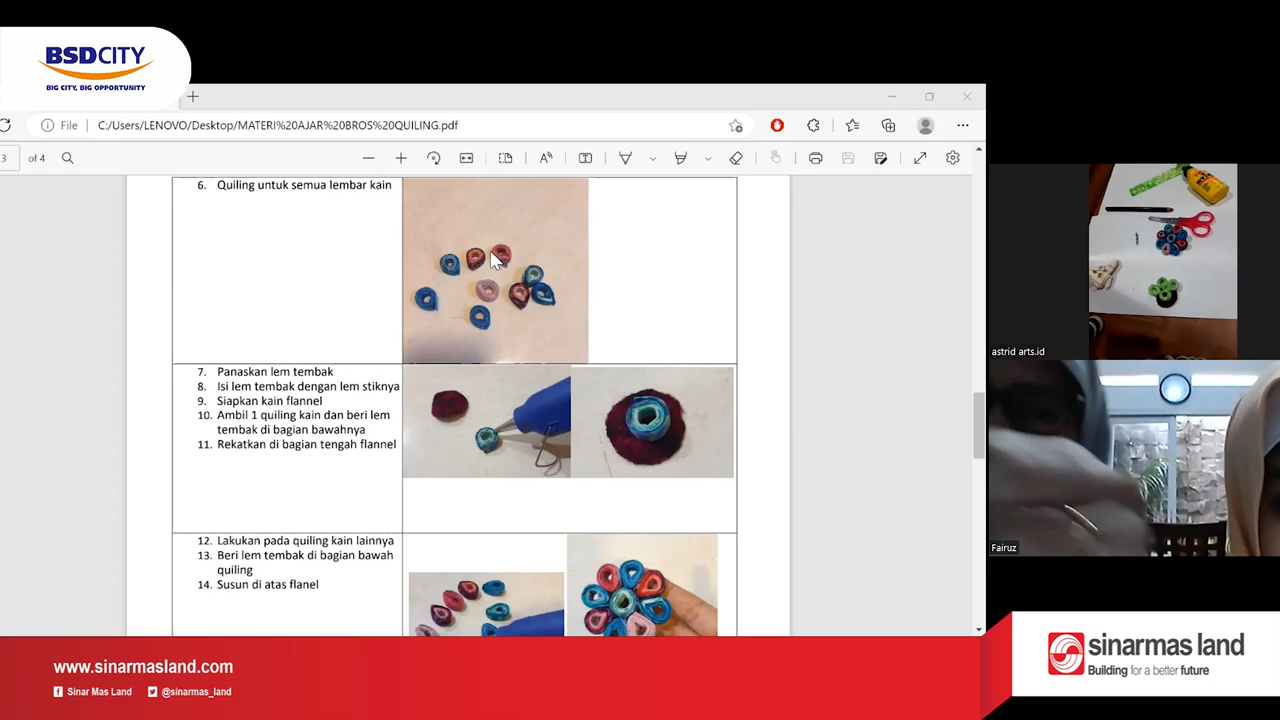 BSDCITY
BIG CITY, BIG OPPORTUNITY
File
C:/Users/LENOVO/Desktop/MATERI%20AJAR%20BROS%20QUILING.pdf
3
of 4
6. Quiling untuk semua lembar kain
7. Panaskan lem tembak
8. Isi lem tembak dengan lem stiknya
9. Siapkan kain flannel
10. Ambil 1 quiling kain dan beri lem
tembak di bagian bawahnya
11. Rekatkan di bagian tengah flannel
12. Lakukan pada quiling kain lainnya
13. Beri lem tembak di bagian bawah
quiling
14. Susun di atas flanel
astrid arts.id
Fairuz
www.sinarmasland.com
Sinar Mas Land
@sinarmas_land
sinarmas land
Building for a better future